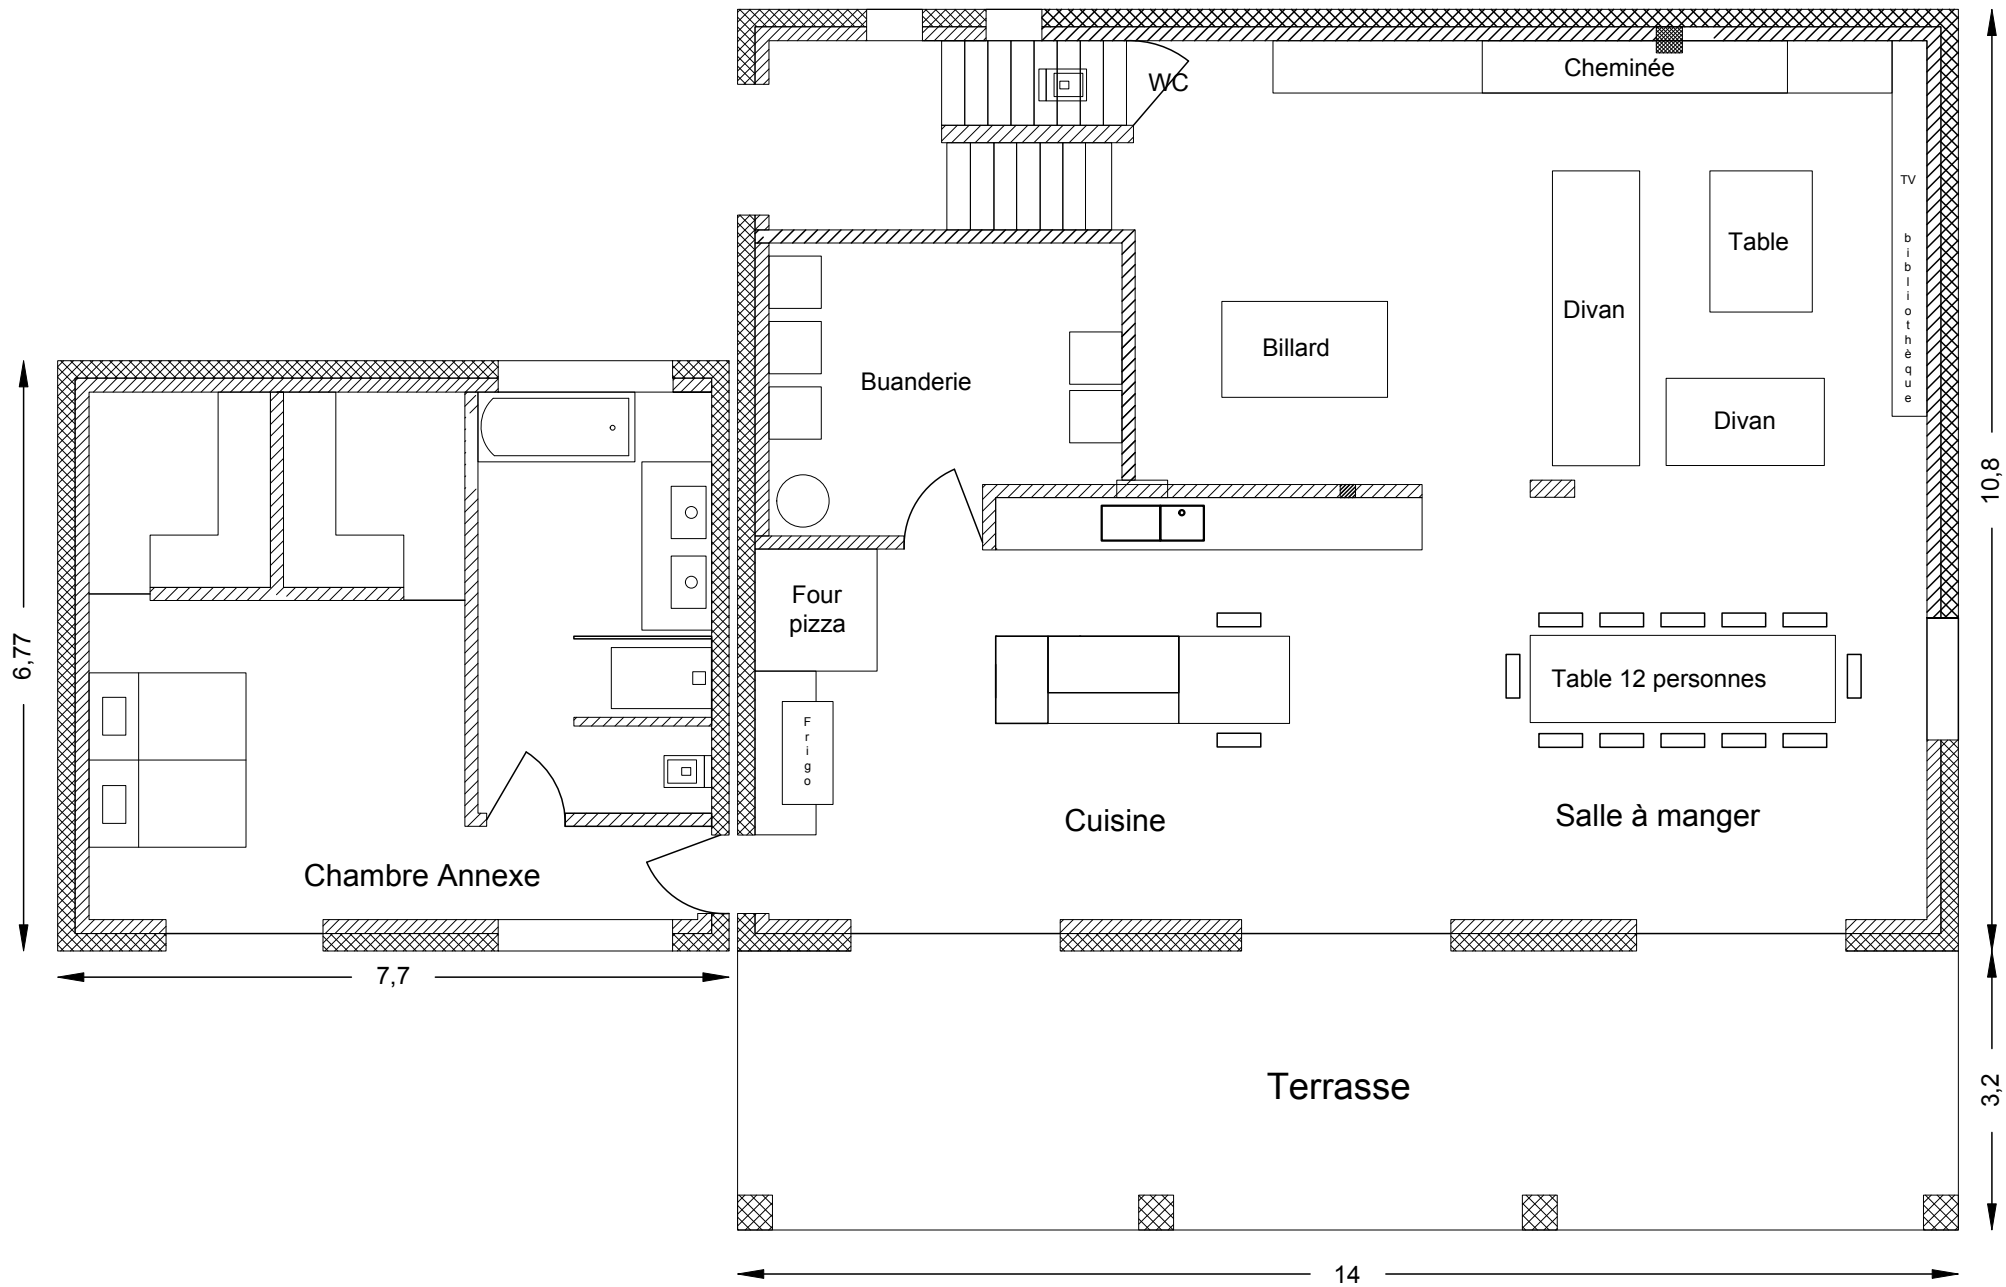 Cheminée
WC
TV
bibliothèque
Table
Divan
Billard
Buanderie
Divan
10,8
Four
pizza
6,77
Table 12 personnes
Frigo
Cuisine
Salle à manger
Chambre Annexe
7,7
Terrasse
3,2
14